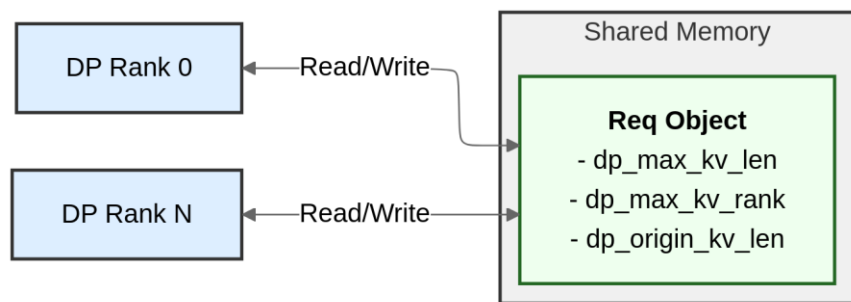 Shared Memory
DP Rank 0
Read/Write
Req Object
- dp_max_kv_len
- dp_max_kv_rank
- dp_origin_kv_len
DP Rank N
Read/Write